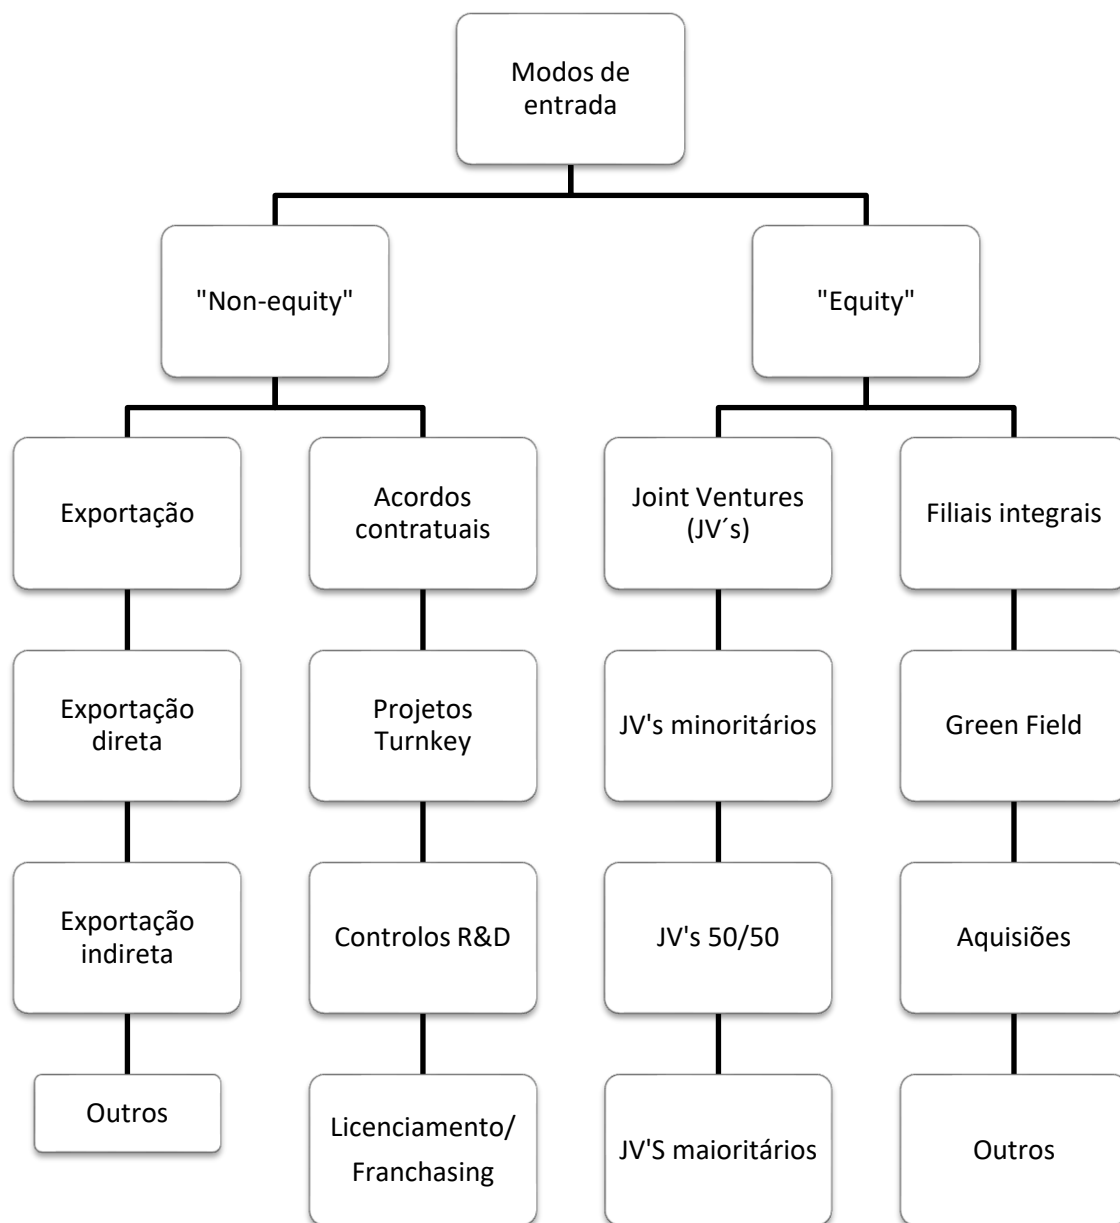 Modos de
entrada
"Non-equity"
"Equity"
Exportação
Acordos
contratuais
Joint Ventures
(JV´s)
Filiais integrais
Exportação
direta
Projetos
Turnkey
JV's minoritários
Green Field
Exportação
indireta
Controlos R&D
JV's 50/50
Aquisiões
Outros
Licenciamento/
Franchasing
JV'S maioritários
Outros